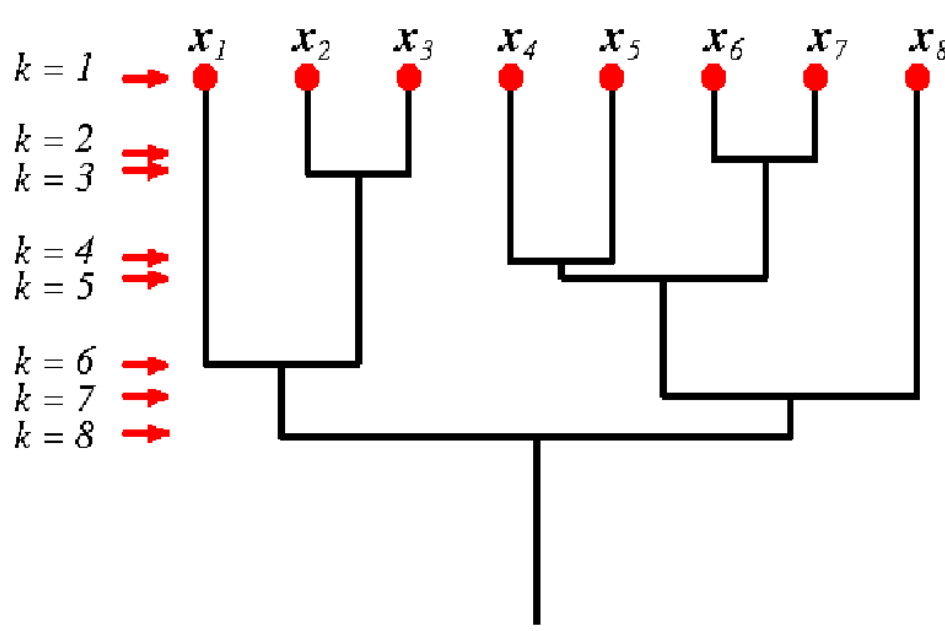 x₁ x₂ x₃ x₄ x₅ x₆ x₇ x₈
k = 1
k = 2
k = 3
k = 4
k = 5
k = 6
k = 7
k = 8